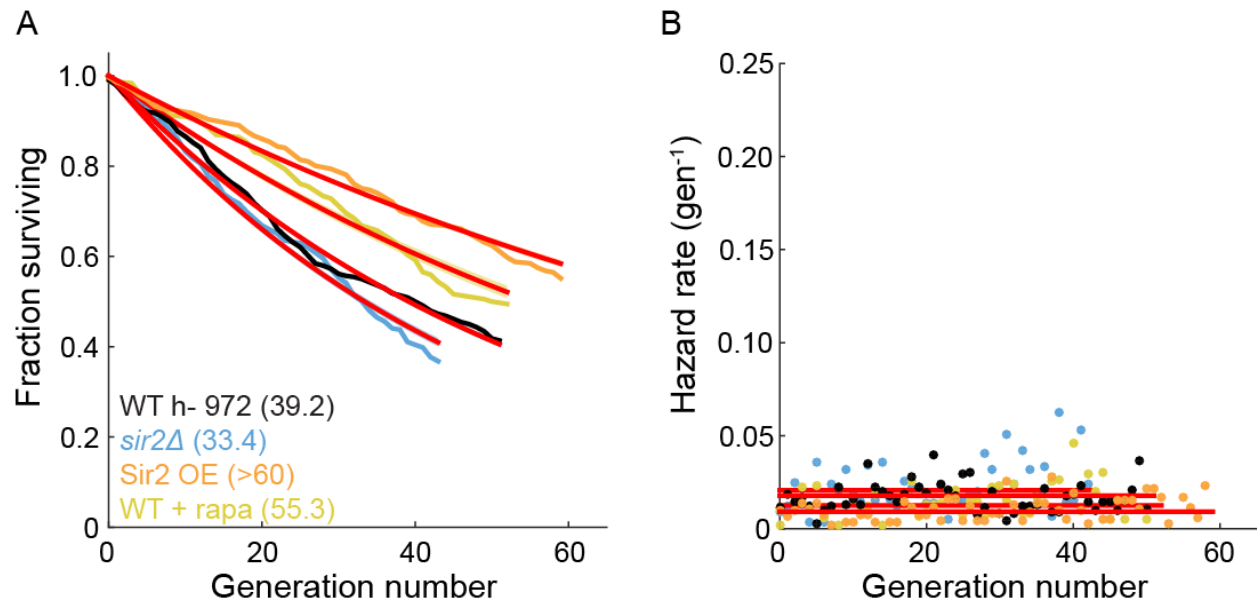 A
Fraction surviving
1.0
0.8
0.6
0.4
0.2
0
WT h- 972 (39.2)
sir2Δ (33.4)
Sir2 OE (>60)
WT + rapa (55.3)
0 20 40 60
Generation number
B
Hazard rate (gen⁻¹)
0.25
0.20
0.15
0.10
0.05
0
0 20 40 60
Generation number